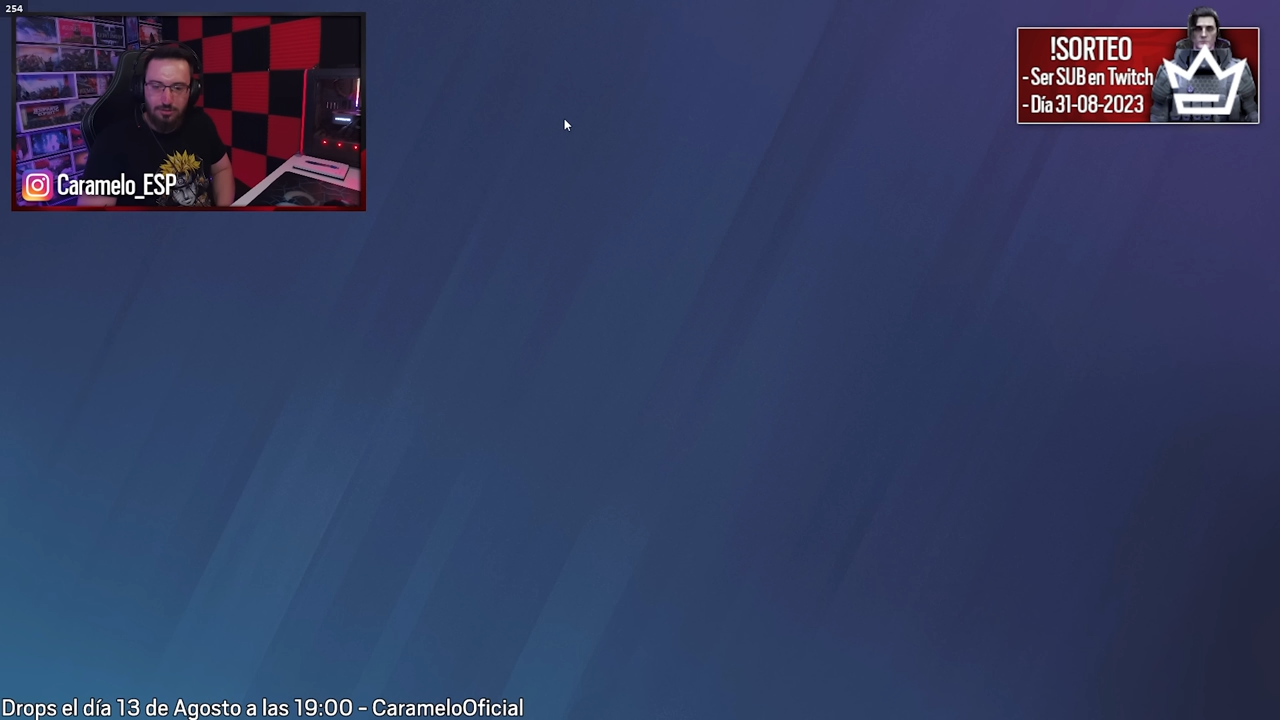 254
!SORTEO
- Ser SUB en Twitch
- Día 31-08-2023
Caramelo_ESP
Drops el día 13 de Agosto a las 19:00 - CarameloOficial